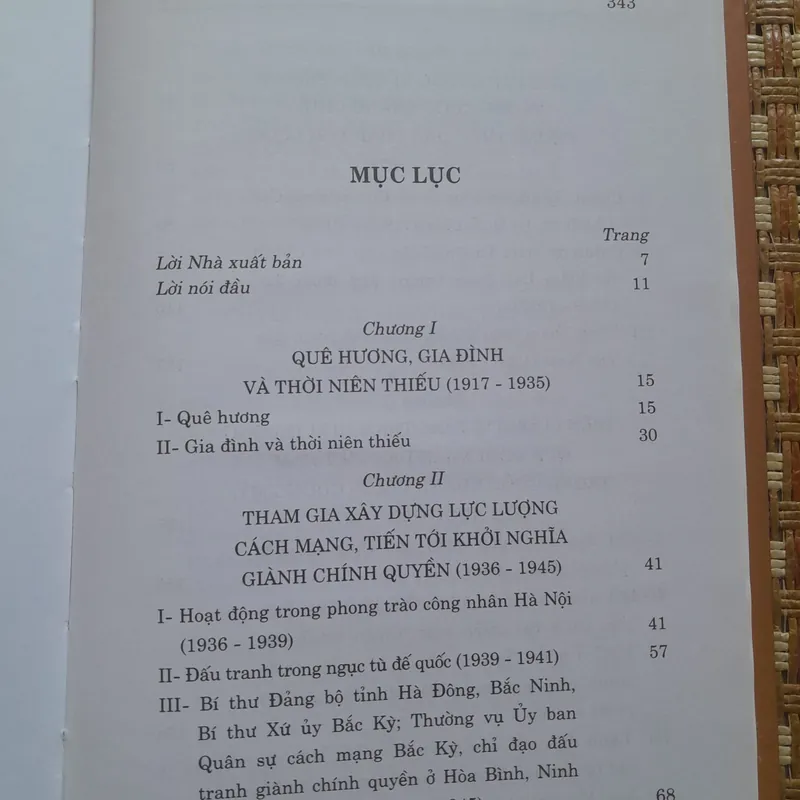 343
MỤC LỤC
Trang
Lời Nhà xuất bản 7
Lời nói đầu 11
Chương I
QUÊ HƯƠNG, GIA ĐÌNH
VÀ THỜI NIÊN THIẾU (1917 - 1935) 15
I- Quê hương 15
II- Gia đình và thời niên thiếu 30
Chương II
THAM GIA XÂY DỰNG LỰC LƯỢNG
CÁCH MẠNG, TIẾN TỚI KHỞI NGHĨA
GIÀNH CHÍNH QUYỀN (1936 - 1945) 41
I- Hoạt động trong phong trào công nhân Hà Nội
(1936 - 1939) 41
II- Đấu tranh trong ngục tù đế quốc (1939 - 1941) 57
III- Bí thư Đảng bộ tỉnh Hà Đông, Bắc Ninh,
Bí thư Xứ ủy Bắc Kỳ; Thường vụ Ủy ban
Quân sự cách mạng Bắc Kỳ, chỉ đạo đấu
tranh giành chính quyền ở Hòa Bình, Ninh
68